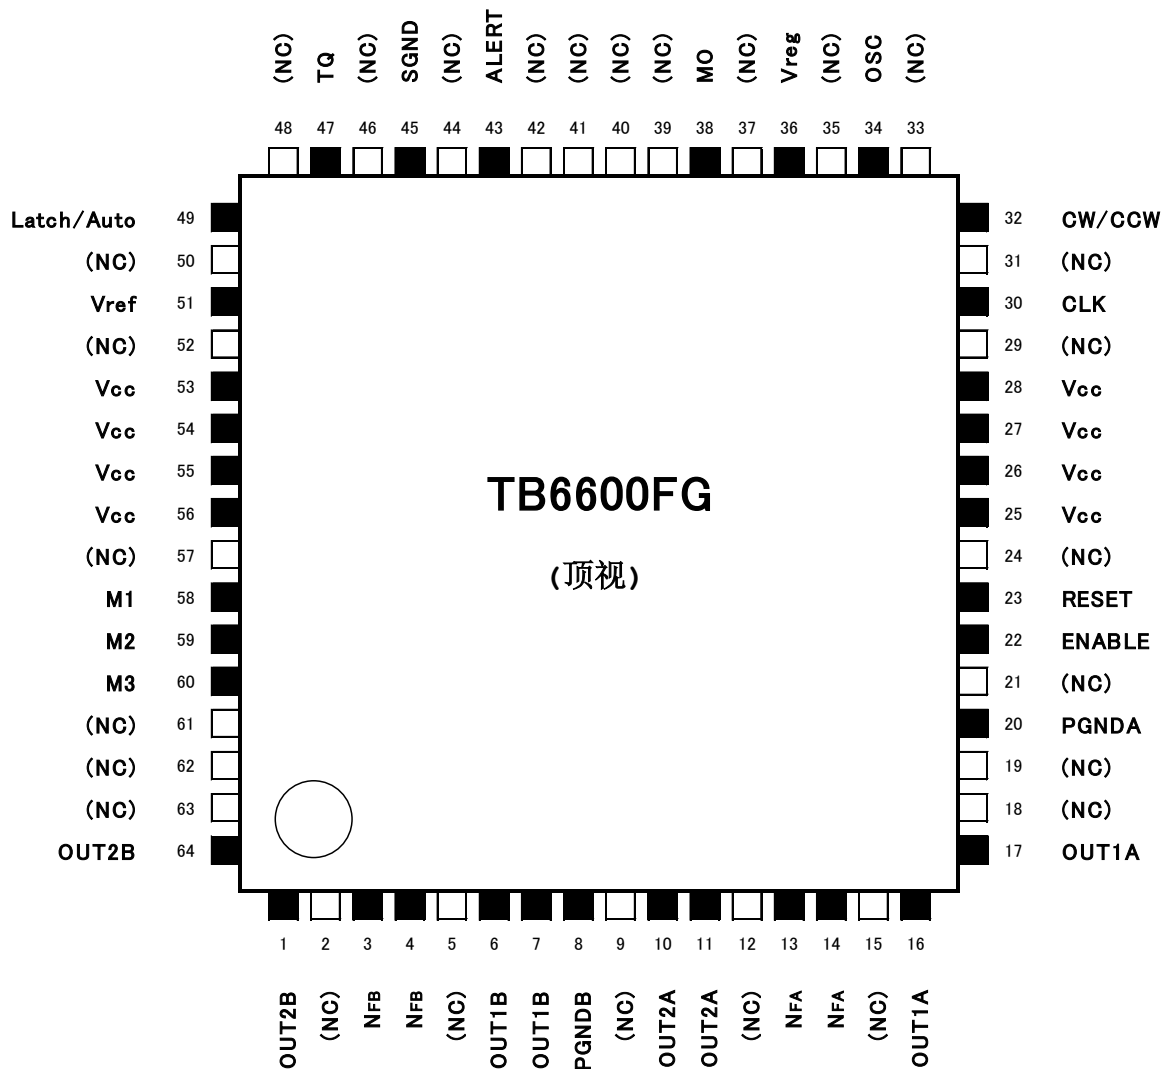 (NC) TQ (NC) SGND (NC) ALERT (NC) (NC) (NC) (NC) MO (NC) Vreg (NC) OSC (NC)
48 47 46 45 44 43 42 41 40 39 38 37 36 35 34 33
Latch/Auto 49 32 CW/CCW
(NC) 50 31 (NC)
Vref 51 30 CLK
(NC) 52 29 (NC)
Vcc 53 28 Vcc
Vcc 54 27 Vcc
Vcc 55 26 Vcc
Vcc 56 25 Vcc
TB6600FG
(顶视)
(NC) 57 24 (NC)
M1 58 23 RESET
M2 59 22 ENABLE
M3 60 21 (NC)
(NC) 61 20 PGNDA
(NC) 62 19 (NC)
(NC) 63 18 (NC)
OUT2B 64 17 OUT1A
1 2 3 4 5 6 7 8 9 10 11 12 13 14 15 16
OUT2B (NC) NFB NFB (NC) OUT1B OUT1B PGNDB (NC) OUT2A OUT2A (NC) NFA NFA (NC) OUT1A